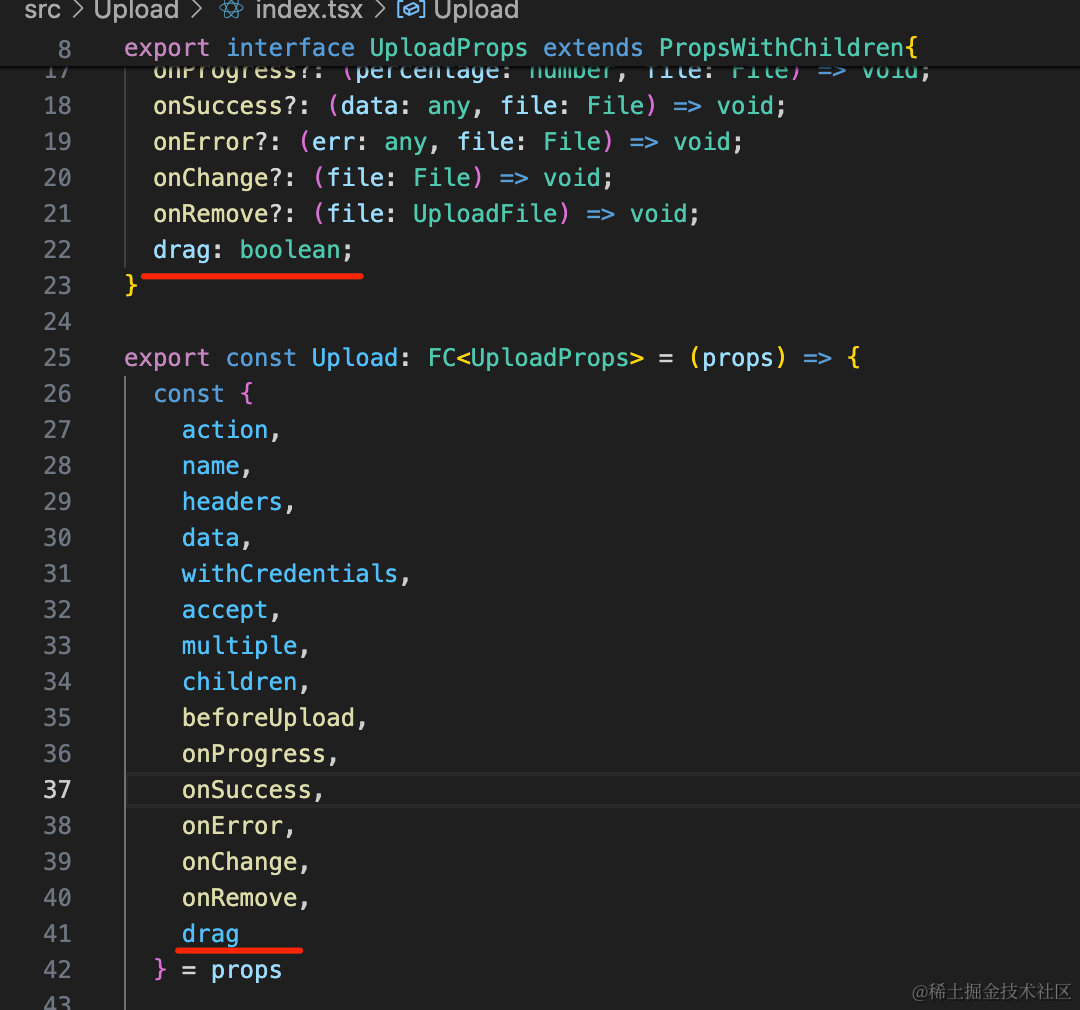 src > Upload > index.tsx > Upload
8 export interface UploadProps extends PropsWithChildren{
17 onProgress?: (percentage: number, file: File) => void;
18 onSuccess?: (data: any, file: File) => void;
19 onError?: (err: any, file: File) => void;
20 onChange?: (file: File) => void;
21 onRemove?: (file: UploadFile) => void;
22 drag: boolean;
23 }
24
25 export const Upload: FC<UploadProps> = (props) => {
26 const {
27 action,
28 name,
29 headers,
30 data,
31 withCredentials,
32 accept,
33 multiple,
34 children,
35 beforeUpload,
36 onProgress,
37 onSuccess,
38 onError,
39 onChange,
40 onRemove,
41 drag
42 } = props
43
@稀土掘金技术社区